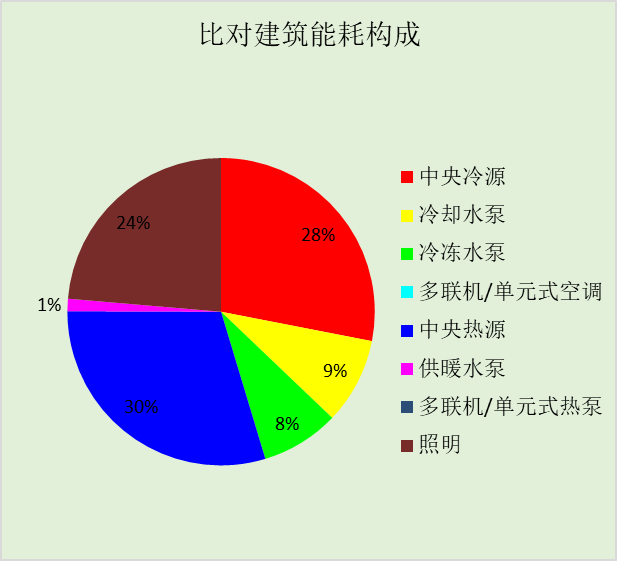 比对建筑能耗构成
28%
9%
8%
30%
1%
24%
中央冷源
冷却水泵
冷冻水泵
多联机/单元式空调
中央热源
供暖水泵
多联机/单元式热泵
照明